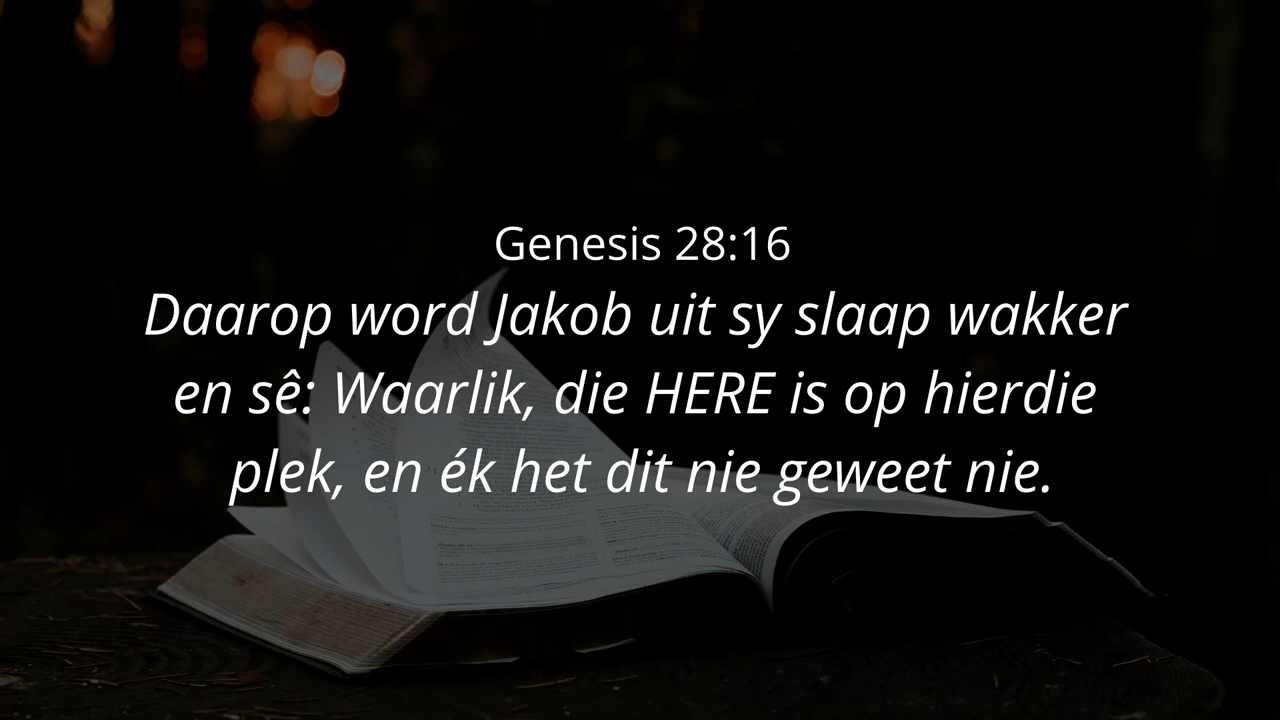 Genesis 28:16
Daarop word Jakob uit sy slaap wakker
en sê: Waarlik, die HERE is op hierdie
plek, en ék het dit nie geweet nie.